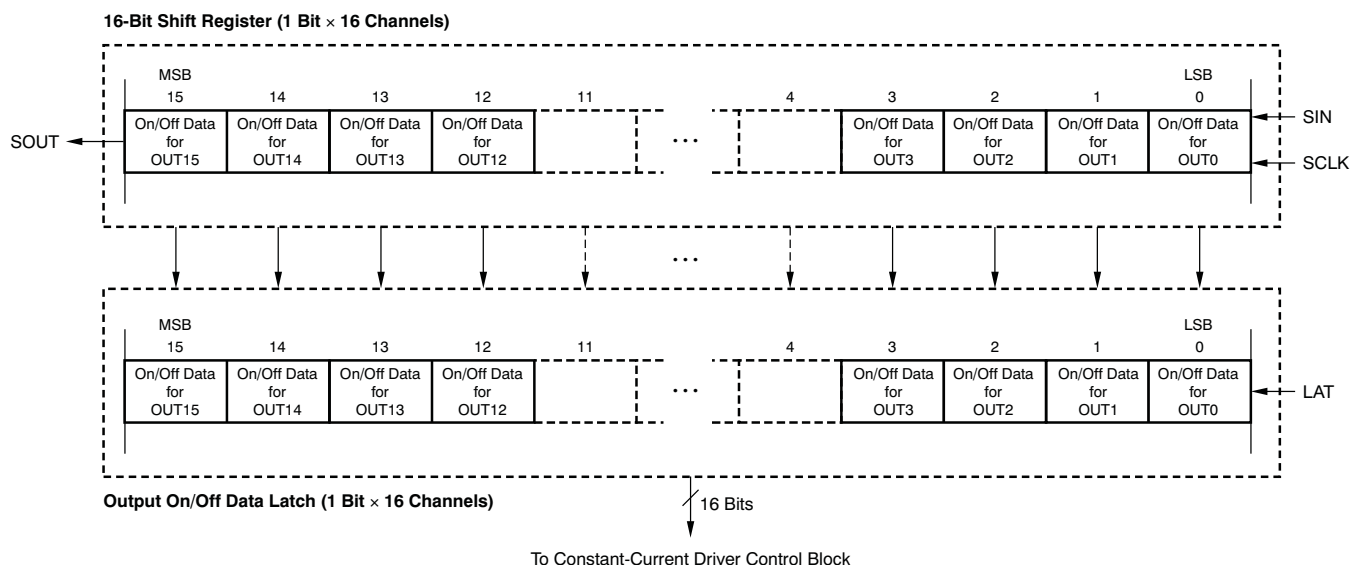 16-Bit Shift Register (1 Bit × 16 Channels)
MSB LSB
15 14 13 12 11 4 3 2 1 0
SOUT
On/Off Data for OUT15
On/Off Data for OUT14
On/Off Data for OUT13
On/Off Data for OUT12
...
On/Off Data for OUT3
On/Off Data for OUT2
On/Off Data for OUT1
On/Off Data for OUT0
SIN
SCLK
...
MSB LSB
15 14 13 12 11 4 3 2 1 0
On/Off Data for OUT15
On/Off Data for OUT14
On/Off Data for OUT13
On/Off Data for OUT12
...
On/Off Data for OUT3
On/Off Data for OUT2
On/Off Data for OUT1
On/Off Data for OUT0
LAT
Output On/Off Data Latch (1 Bit × 16 Channels)
16 Bits
To Constant-Current Driver Control Block